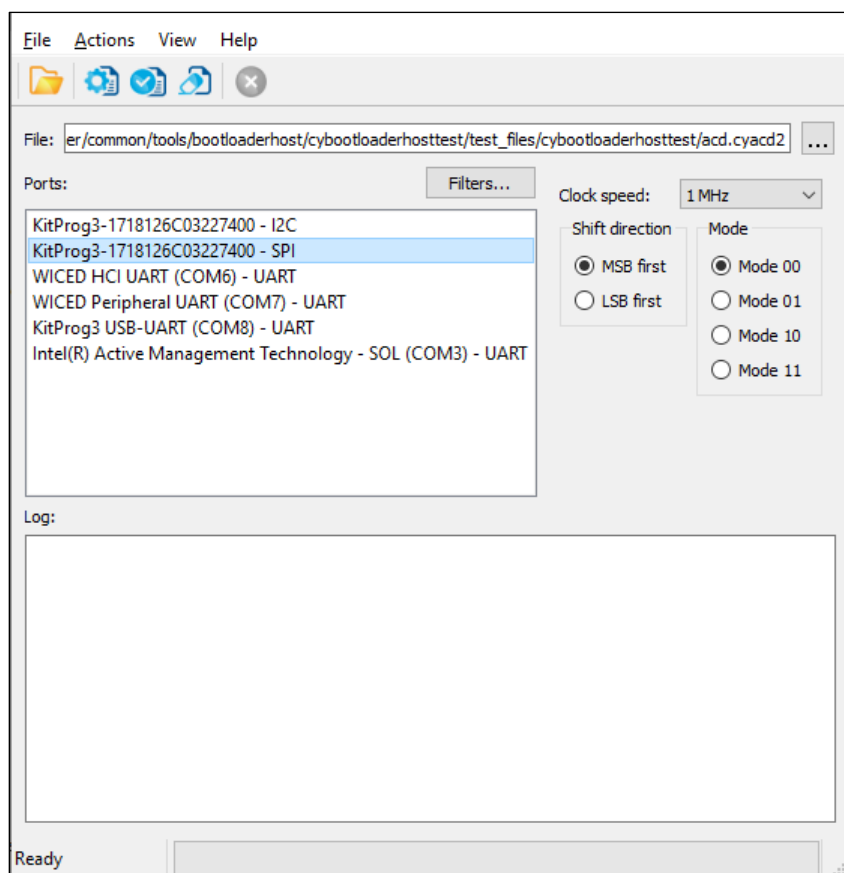 File Actions View Help
File: er/common/tools/bootloaderhost/cybootloaderhosttest/test_files/cybootloaderhosttest/acd.cyacd2 ...
Ports:
Filters...
KitProg3-1718126C03227400 - I2C
KitProg3-1718126C03227400 - SPI
WICED HCI UART (COM6) - UART
WICED Peripheral UART (COM7) - UART
KitProg3 USB-UART (COM8) - UART
Intel(R) Active Management Technology - SOL (COM3) - UART
Clock speed: 1 MHz
Shift direction
MSB first
LSB first
Mode
Mode 00
Mode 01
Mode 10
Mode 11
Log:
Ready